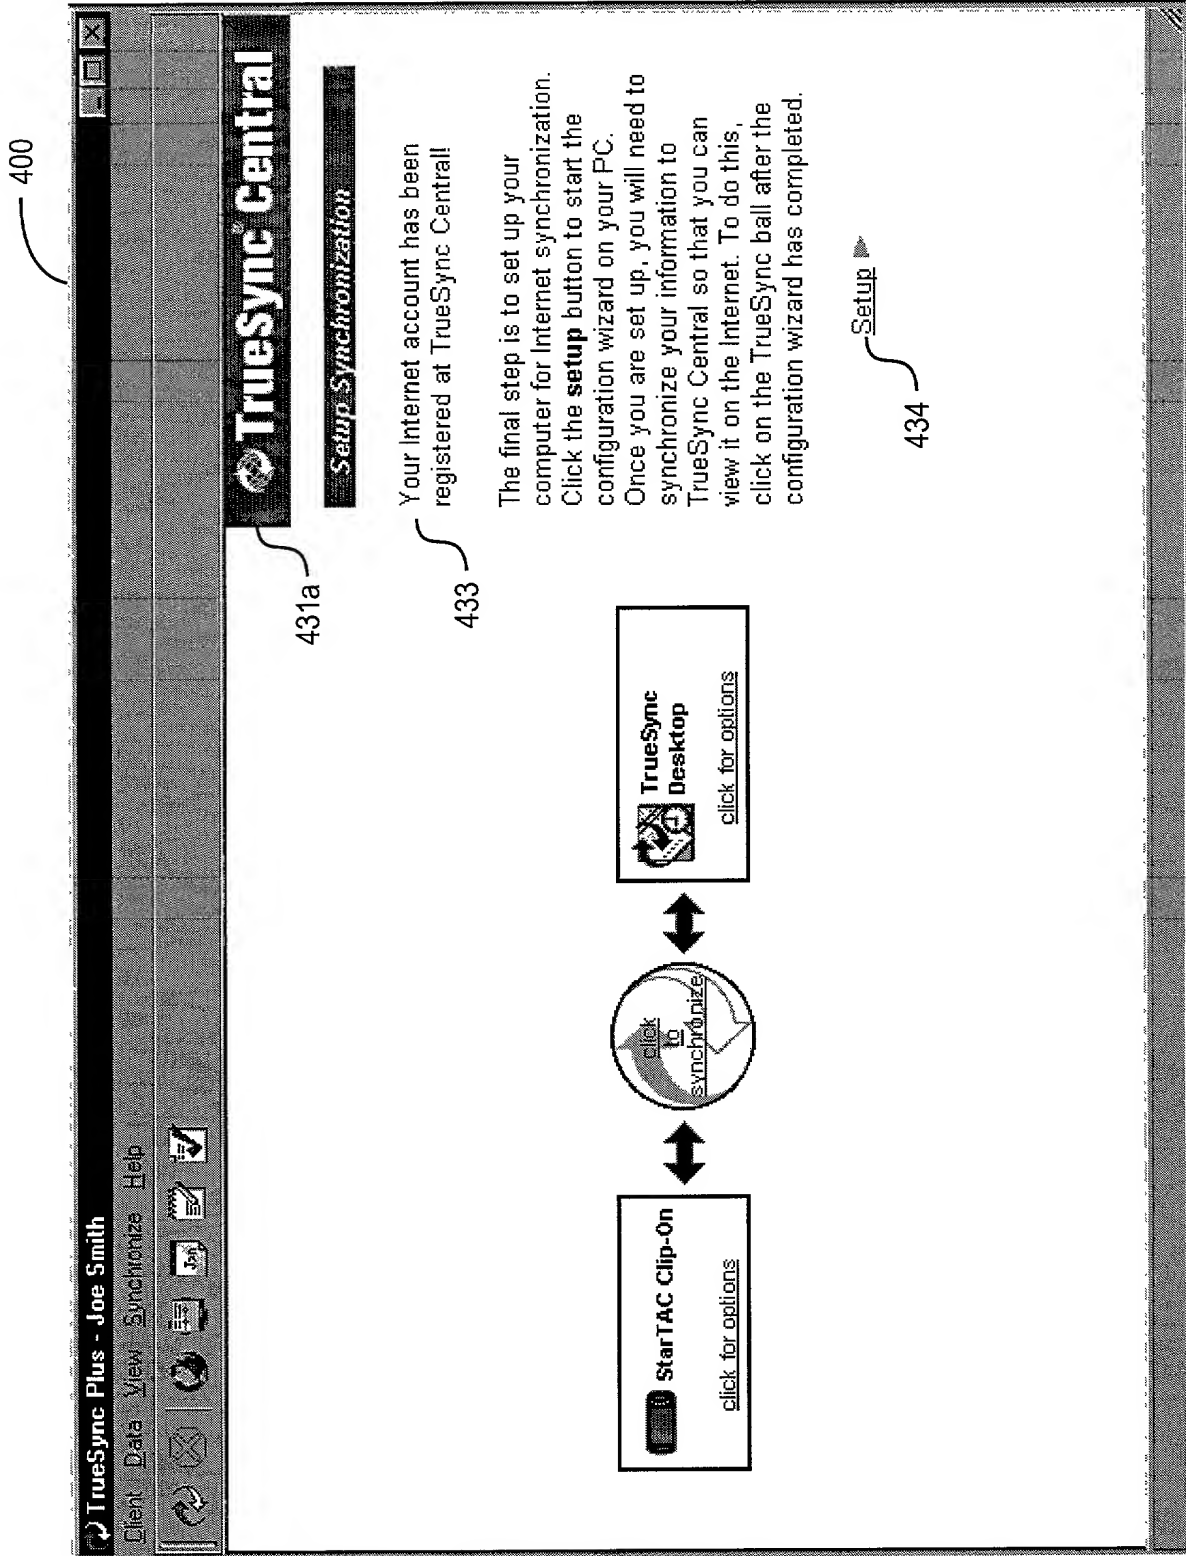 400
TrueSync Plus - Joe Smith
Client Data View Synchronize Help
Jan
StarTAC Clip-On
click for options
click
to
synchronize
TrueSync
Desktop
click for options
431a
TrueSync Central
Setup Synchronization
433
Your Internet account has been
registered at TrueSync Central!
The final step is to set up your
computer for Internet synchronization.
Click the setup button to start the
configuration wizard on your PC.
Once you are set up, you will need to
synchronize your information to
TrueSync Central so that you can
view it on the Internet. To do this,
click on the TrueSync ball after the
configuration wizard has completed.
434
Setup